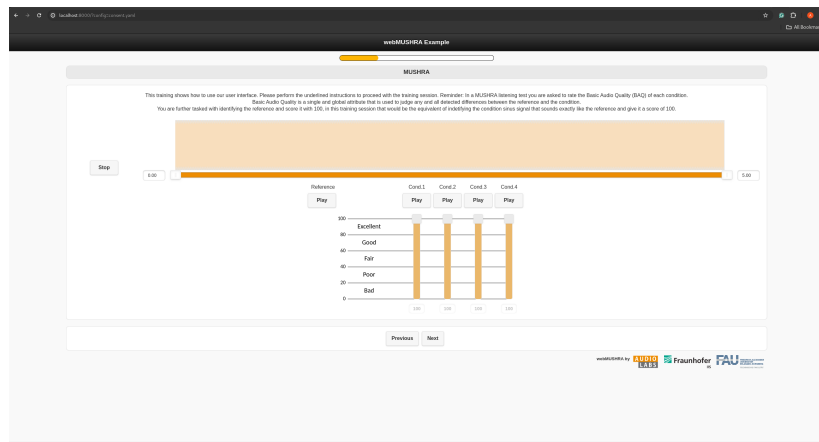 localhost:8000/?config=consent.yaml
All Bookmar
webMUSHRA Example
MUSHRA
This training shows how to use our user interface. Please perform the underlined instructions to proceed with the training session. Reminder: In a MUSHRA listening test you are asked to rate the Basic Audio Quality (BAQ) of each condition.
Basic Audio Quality is a single and global attribute that is used to judge any and all detected differences between the reference and the condition.
You are further tasked with identifying the reference and score it with 100, in this training session that would be the equivalent of indetifying the condition sinus signal that sounds exactly like the reference and give it a score of 100.
Stop
0.00
5.00
Reference Cond.1 Cond.2 Cond.3 Cond.4
Play Play Play Play Play
100
Excellent
80
Good
60
Fair
40
Poor
20
Bad
0
100 100 100 100
Previous Next
webMUSHRA by AUDIO LABS Fraunhofer IIS FAU